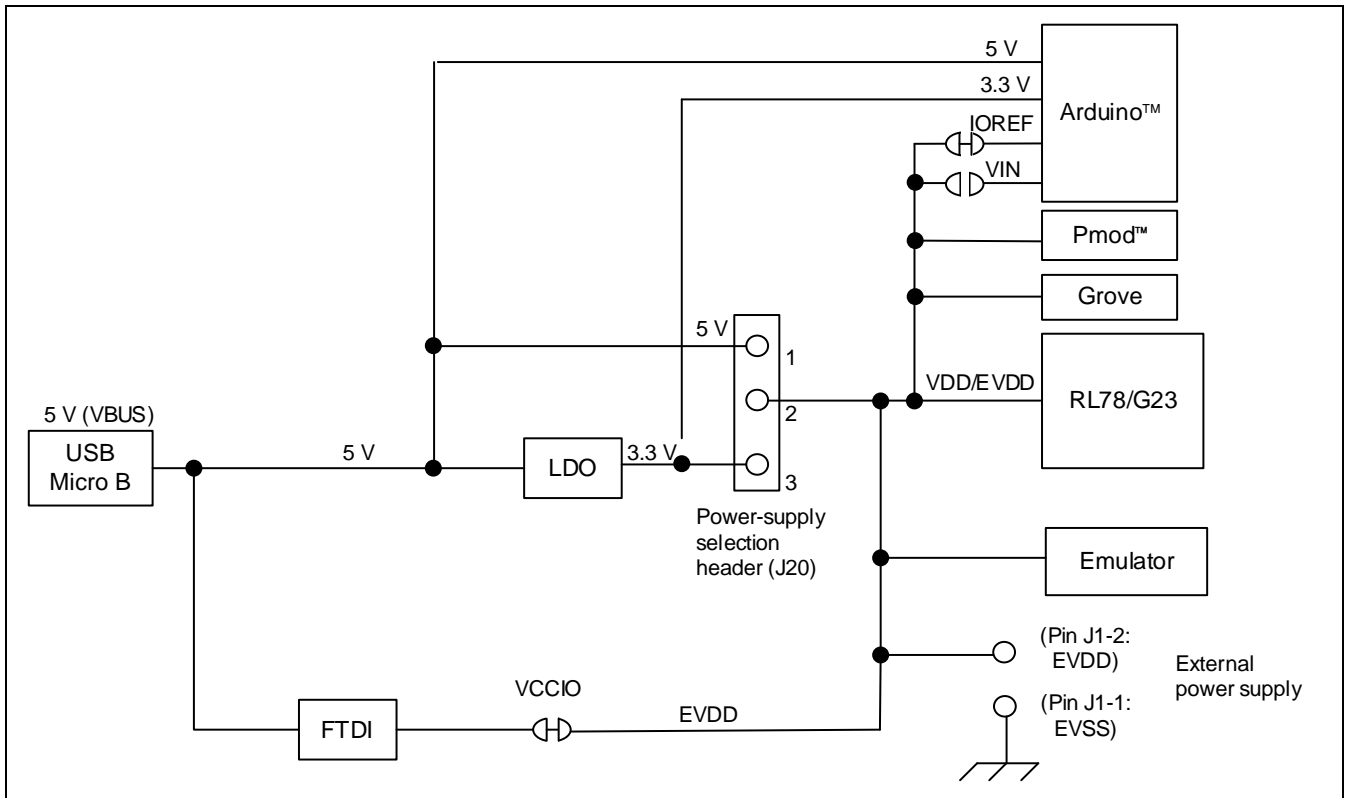 5 V
3.3 V
IOREF
VIN
Arduino™
Pmod™
Grove
5 V
1
VDD/EVDD
RL78/G23
2
5 V (VBUS)
USB
Micro B
5 V
LDO
3.3 V
3
Power-supply
selection
header (J20)
Emulator
(Pin J1-2:
EVDD)
External
power supply
(Pin J1-1:
EVSS)
VCCIO
EVDD
FTDI